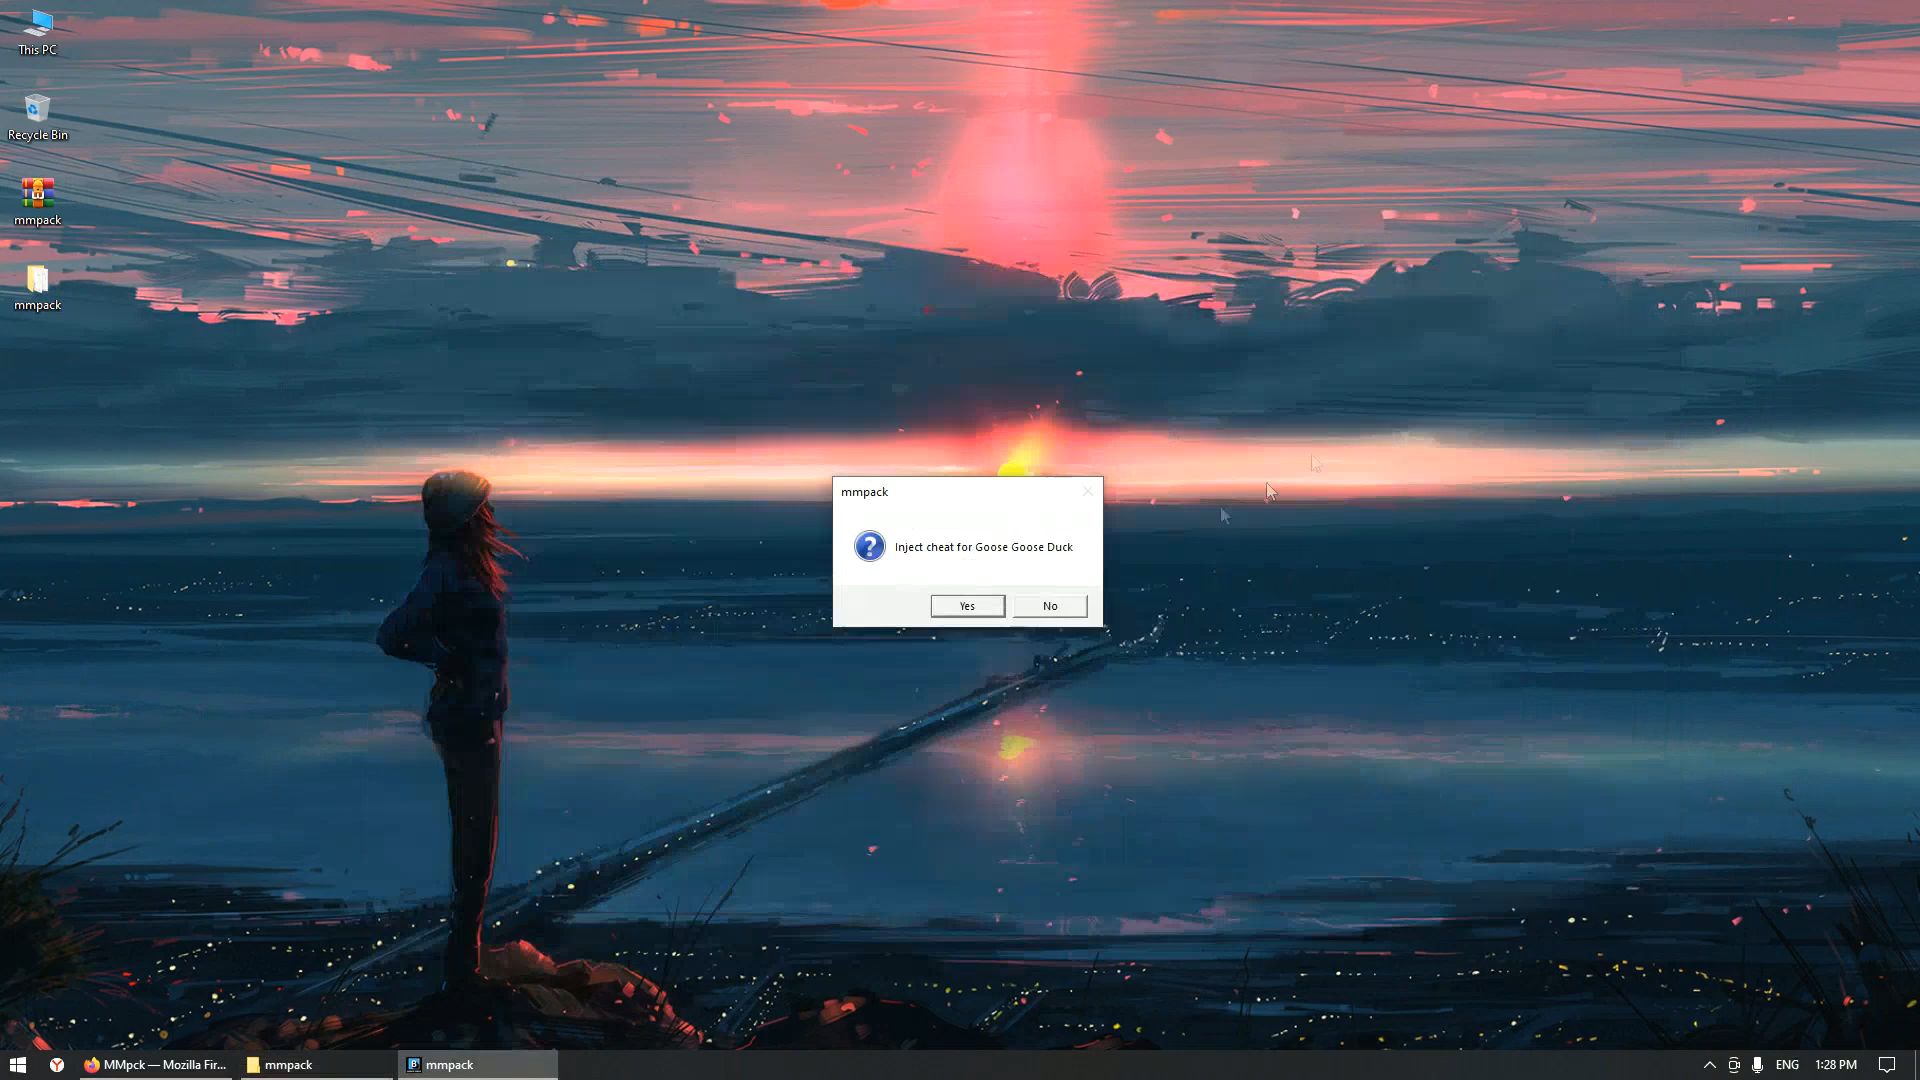 This PC
Recycle Bin
mmpack
mmpack
mmpack
Inject cheat for Goose Goose Duck
Yes
No
MMpck — Mozilla Fir...
mmpack
mmpack
ENG
1:28 PM